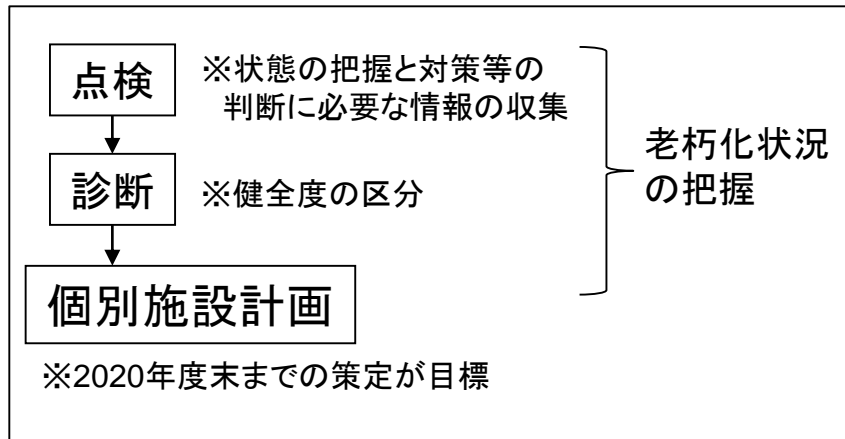 点検
※状態の把握と対策等の
判断に必要な情報の収集
診断
※健全度の区分
老朽化状況
の把握
個別施設計画
※2020年度末までの策定が目標